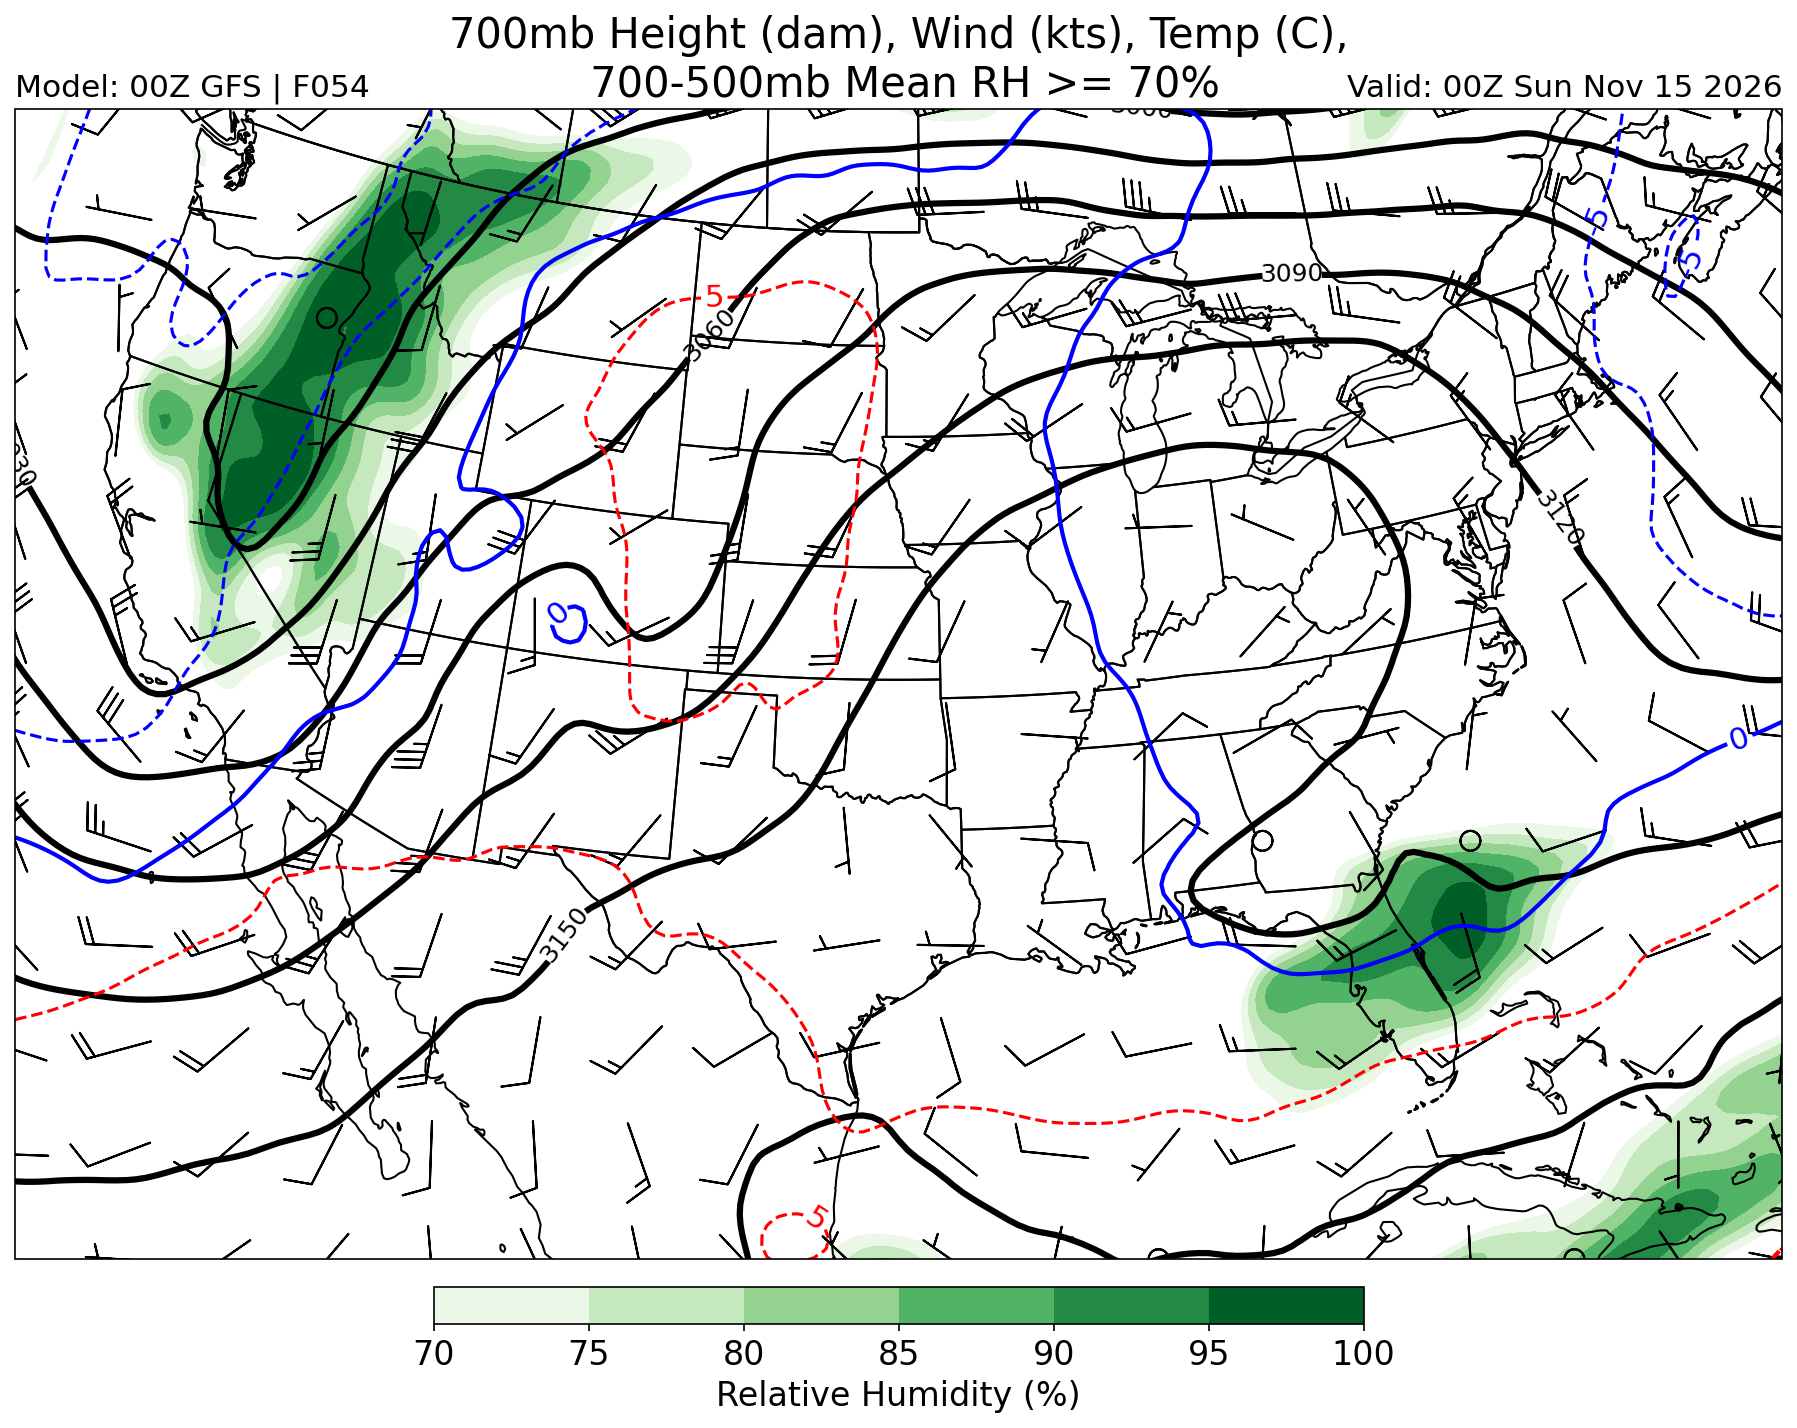 700mb Height (dam), Wind (kts), Temp (C),
700-500mb Mean RH >= 70%
Model: 00Z GFS | F054
Valid: 00Z Sun Nov 15 2026
5
5
5
3090
3060
3120
0
0
3150
5
70 75 80 85 90 95 100
Relative Humidity (%)